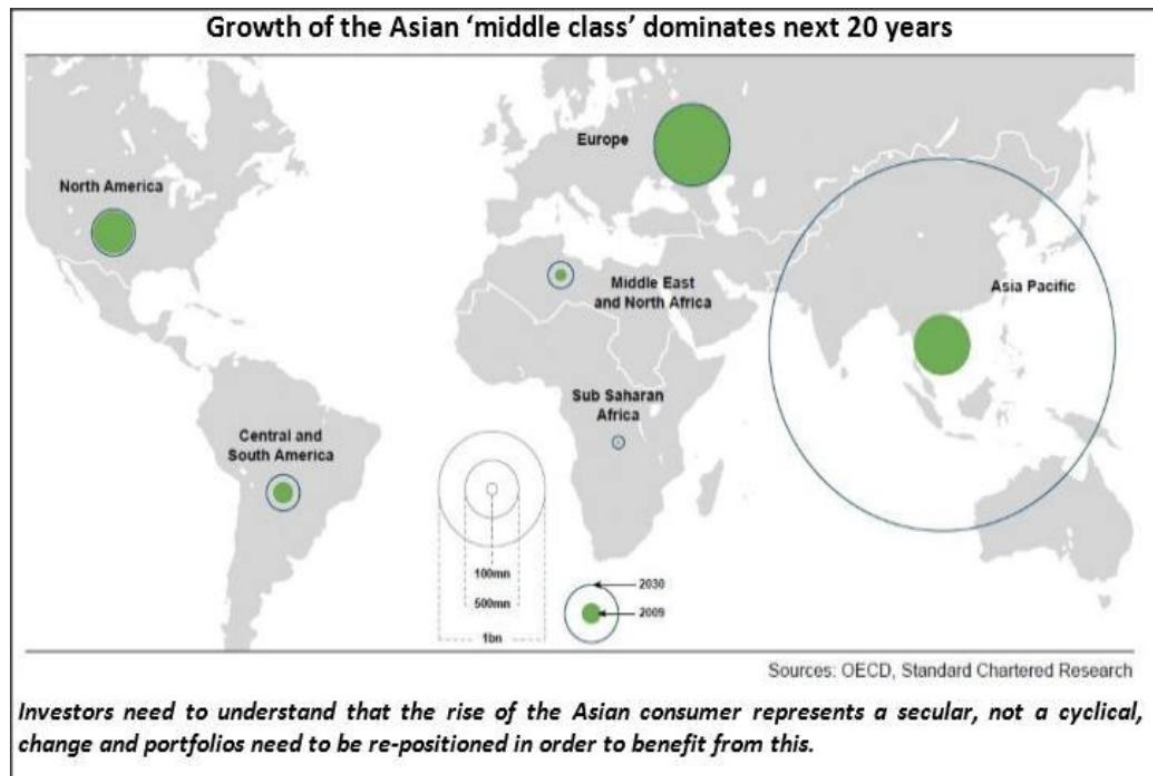 Growth of the Asian ‘middle class’ dominates next 20 years
Europe
North America
Middle East
and North Africa
Asia Pacific
Sub Saharan
Africa
Central and
South America
100mn
500mn
1bn
2030
2009
Sources: OECD, Standard Chartered Research
Investors need to understand that the rise of the Asian consumer represents a secular, not a cyclical,
change and portfolios need to be re-positioned in order to benefit from this.